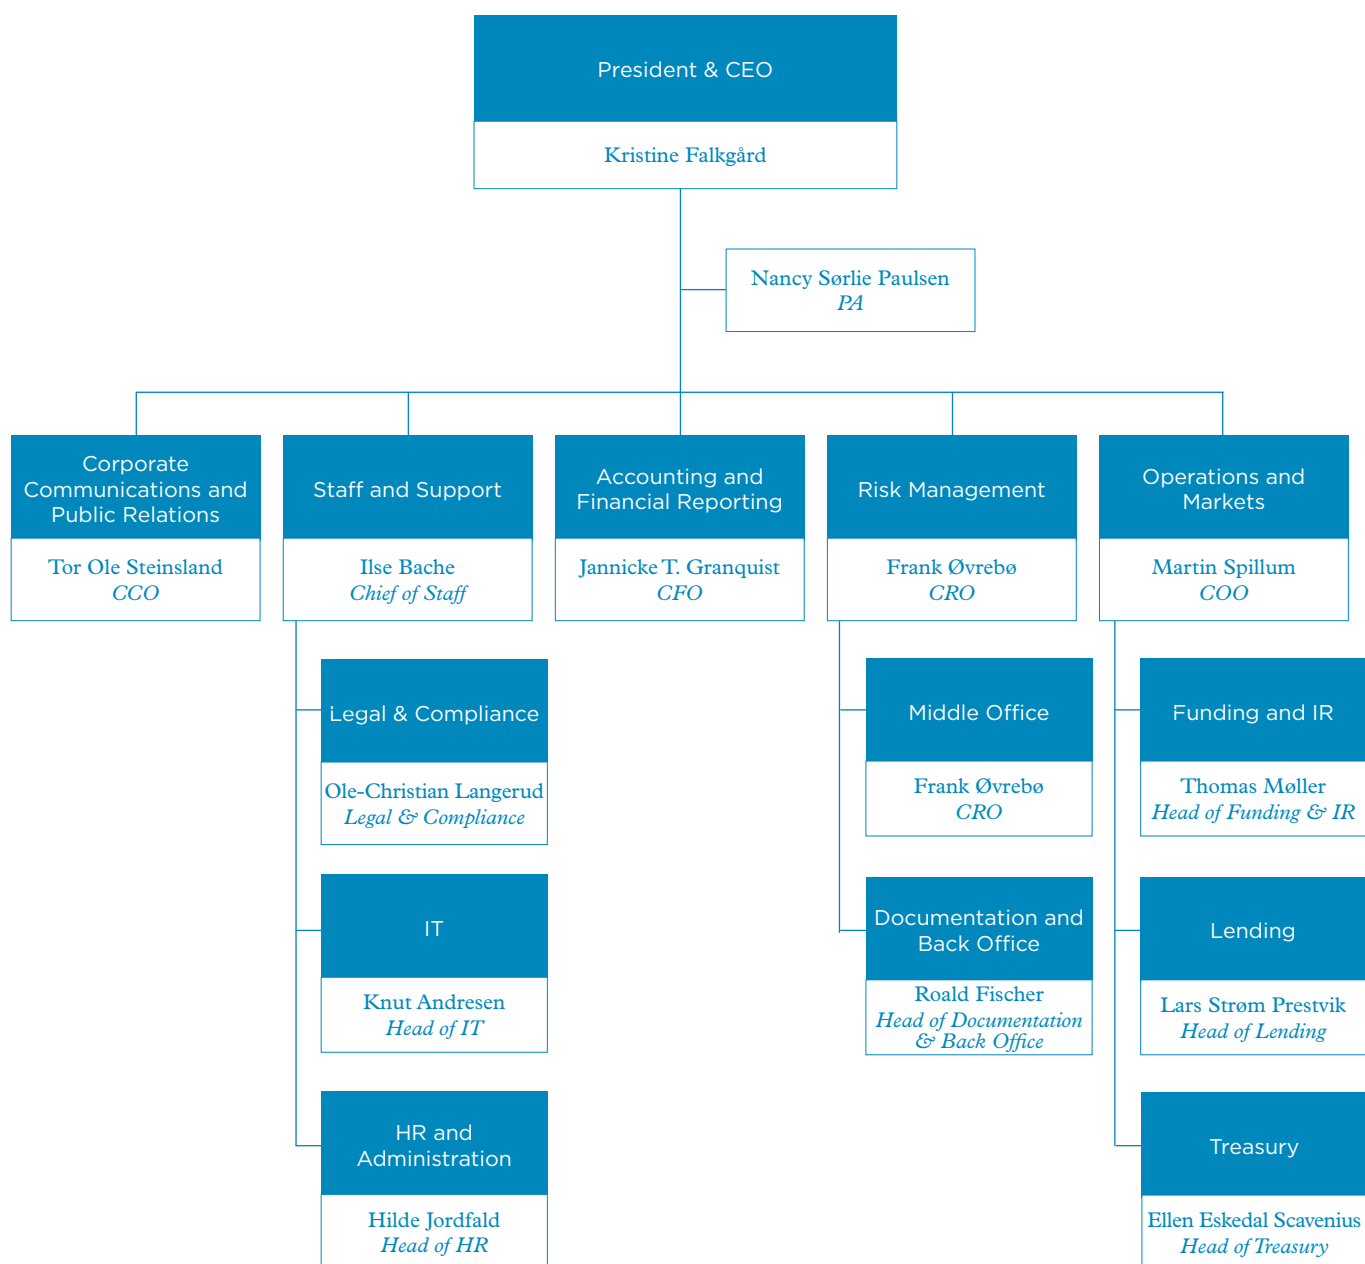 President & CEO
Kristine Falkgård
Nancy Sørlie Paulsen
PA
Corporate
Communications and
Public Relations
Tor Ole Steinsland
CCO
Staff and Support
Ilse Bache
Chief of Staff
Accounting and
Financial Reporting
Jannicke T. Granquist
CFO
Risk Management
Frank Øvrebø
CRO
Operations and
Markets
Martin Spillum
COO
Legal & Compliance
Ole-Christian Langerud
Legal & Compliance
IT
Knut Andresen
Head of IT
HR and
Administration
Hilde Jordfald
Head of HR
Middle Office
Frank Øvrebø
CRO
Documentation and
Back Office
Roald Fischer
Head of Documentation
& Back Office
Funding and IR
Thomas Møller
Head of Funding & IR
Lending
Lars Strøm Prestvik
Head of Lending
Treasury
Ellen Eskedal Scavenius
Head of Treasury